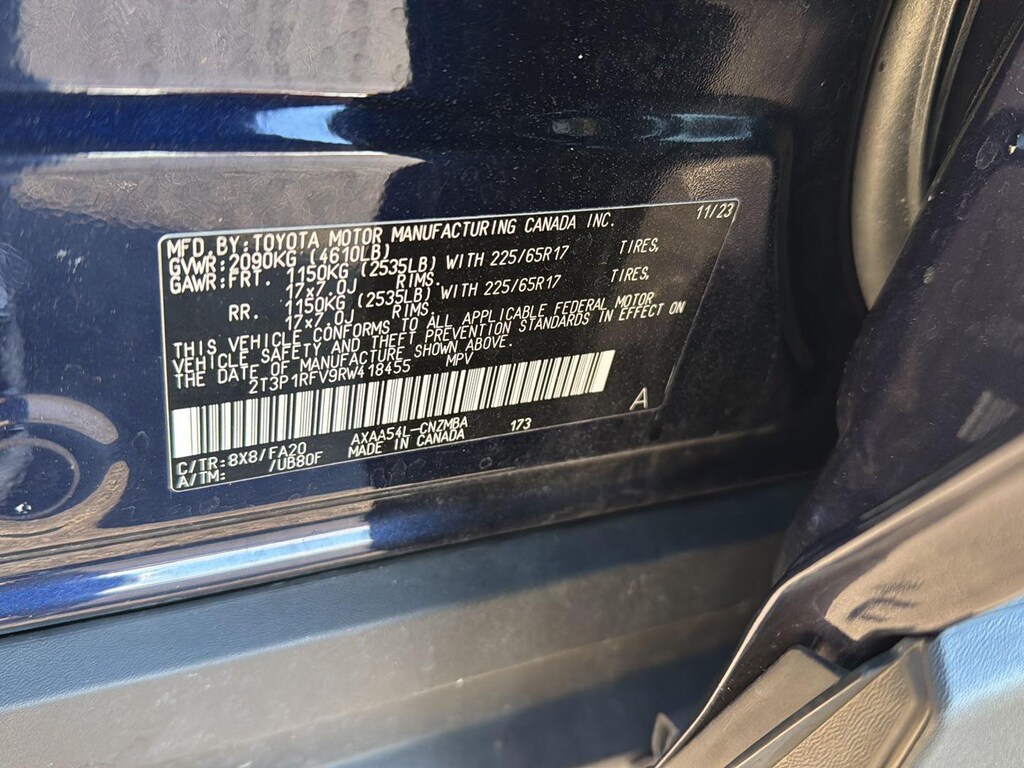 MFD. BY: TOYOTA MOTOR MANUFACTURING CANADA INC. 11/23
GVWR: 2090KG (4610LB)
GAWR: FRT. 1150KG (2535LB) WITH 225/65R17 TIRES,
17x7.0J RIMS.
RR. 1150KG (2535LB) WITH 225/65R17 TIRES,
17x7.0J RIMS.
THIS VEHICLE CONFORMS TO ALL APPLICABLE FEDERAL MOTOR
VEHICLE SAFETY AND THEFT PREVENTION STANDARDS IN EFFECT ON
THE DATE OF MANUFACTURE SHOWN ABOVE.
2T3P1RFV9RW418455 MPV
A
C/TR: 8X8/FA20 AXAA54L-CNZMBA 173
A/TM: /UB80F MADE IN CANADA